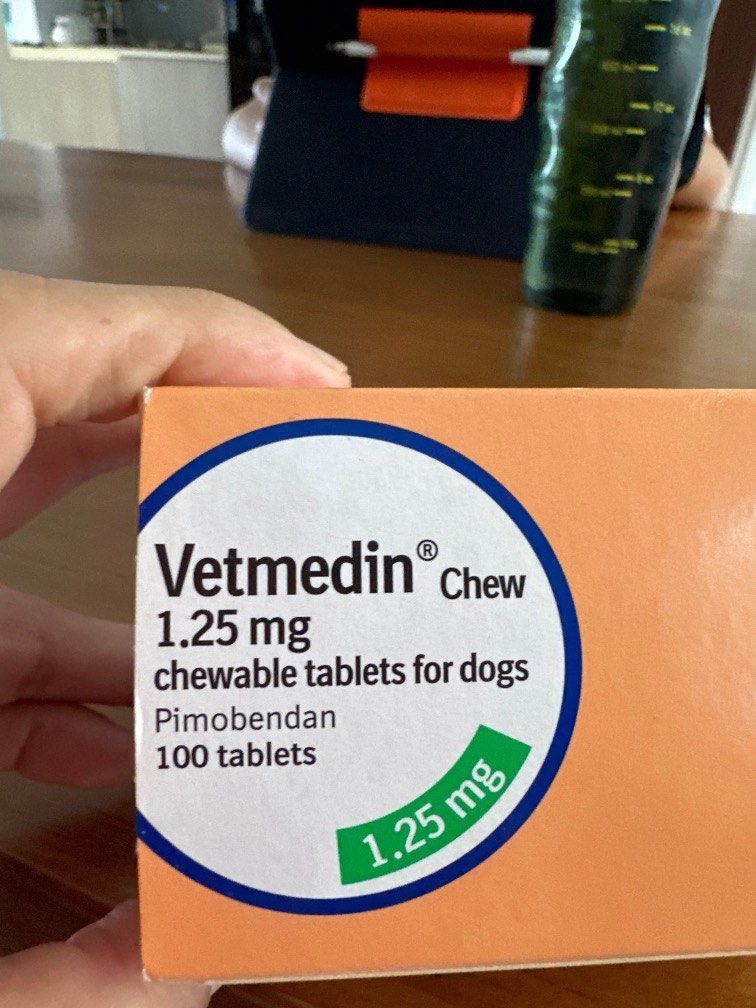 Vetmedin® Chew
1.25 mg
chewable tablets for dogs
Pimobendan
100 tablets
1.25 mg